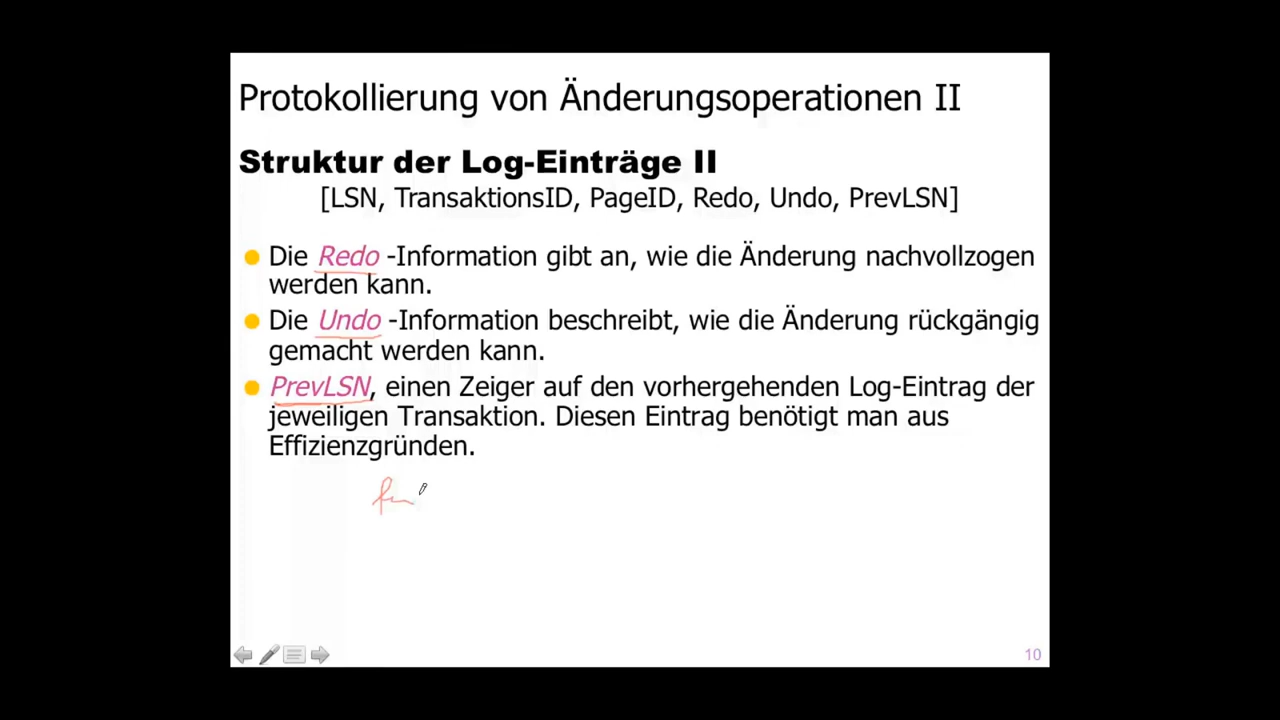 Protokollierung von Änderungsoperationen II
Struktur der Log-Einträge II
[LSN, TransaktionsID, PageID, Redo, Undo, PrevLSN]
Die Redo -Information gibt an, wie die Änderung nachvollzogen
werden kann.
Die Undo -Information beschreibt, wie die Änderung rückgängig
gemacht werden kann.
PrevLSN, einen Zeiger auf den vorhergehenden Log-Eintrag der
jeweiligen Transaktion. Diesen Eintrag benötigt man aus
Effizienzgründen.
10